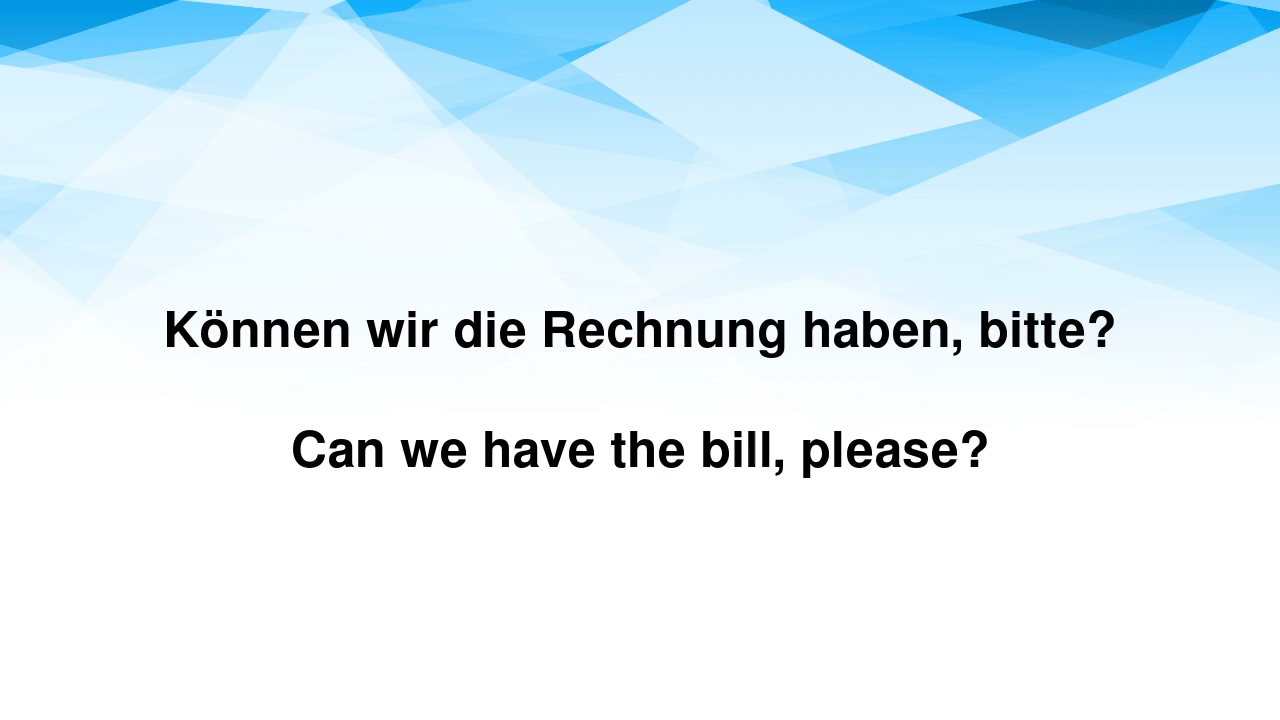 Können wir die Rechnung haben, bitte?
Can we have the bill, please?